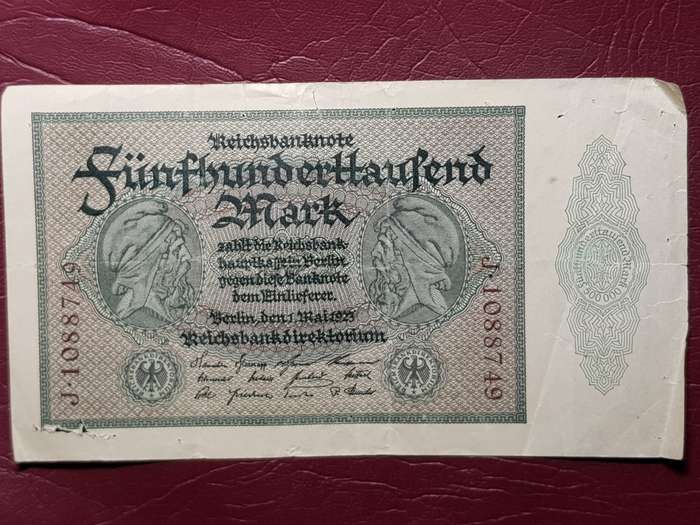 Reichsbanknote
Fünfhunderttausend
Mark
zahlt die Reichsbank-
hauptkasse in Berlin
gegen diese Banknote
dem Einlieferer.
Berlin, den 1. Mai 1923
Reichsbankdirektorium
J·1088749
J·1088749